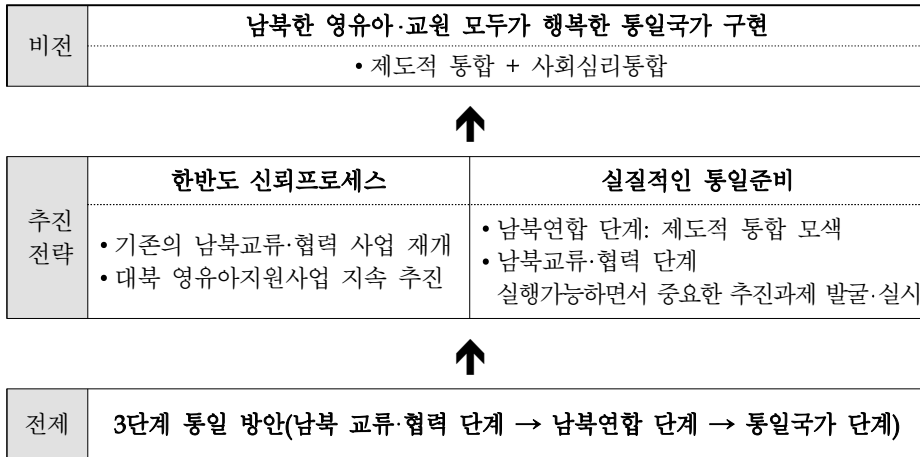 비전
남북한 영유아·교원 모두가 행복한 통일국가 구현
• 제도적 통합 + 사회심리통합
추진
전략
한반도 신뢰프로세스
• 기존의 남북교류·협력 사업 재개
• 대북 영유아지원사업 지속 추진
실질적인 통일준비
• 남북연합 단계: 제도적 통합 모색
• 남북교류·협력 단계
실행가능하면서 중요한 추진과제 발굴·실시
전제
3단계 통일 방안(남북 교류·협력 단계 → 남북연합 단계 → 통일국가 단계)